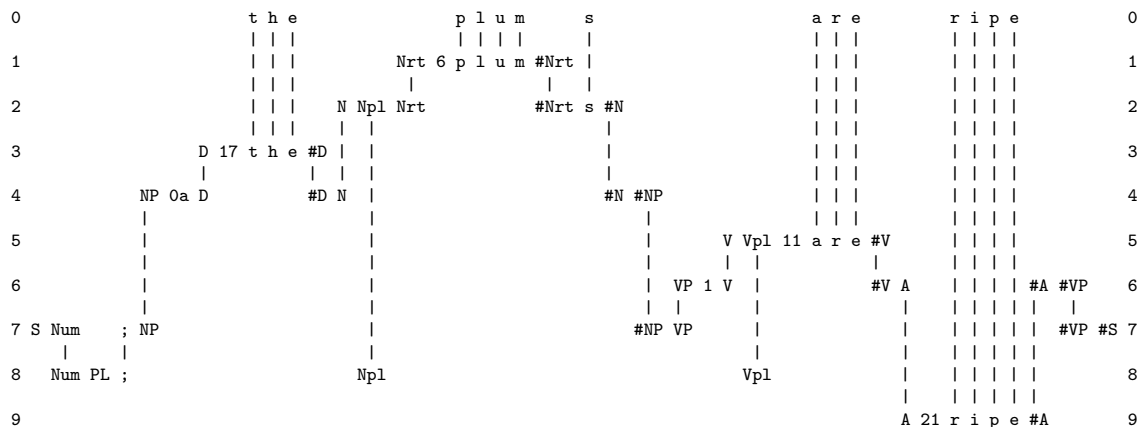 0 t h e p l u m s a r e r i p e 0
| | | | | | | | | | | | | | |
1 | | | Nrt 6 p l u m #Nrt | | | | | | | | 1
| | | | | | | | | | | | | |
2 | | | N Npl Nrt #Nrt s #N | | | | | | | 2
| | | | | | | | | | | | | |
3 D 17 t h e #D | | | | | | | | | | 3
| | | | | | | | | | | | |
4 NP 0a D #D N | #N #NP | | | | | | | 4
| | | | | | | | | | |
5 | | | V Vpl 11 a r e #V | | | | 5
| | | | | | | | | |
6 | | | VP 1 V | #V A | | | | #A #VP 6
| | | | | | | | | | | |
7 S Num ; NP | #NP VP | | | | | | | #VP #S 7
| | | | | | | | | |
8 Num PL ; Npl Vpl | | | | | | 8
| | | | | |
9 A 21 r i p e #A 9